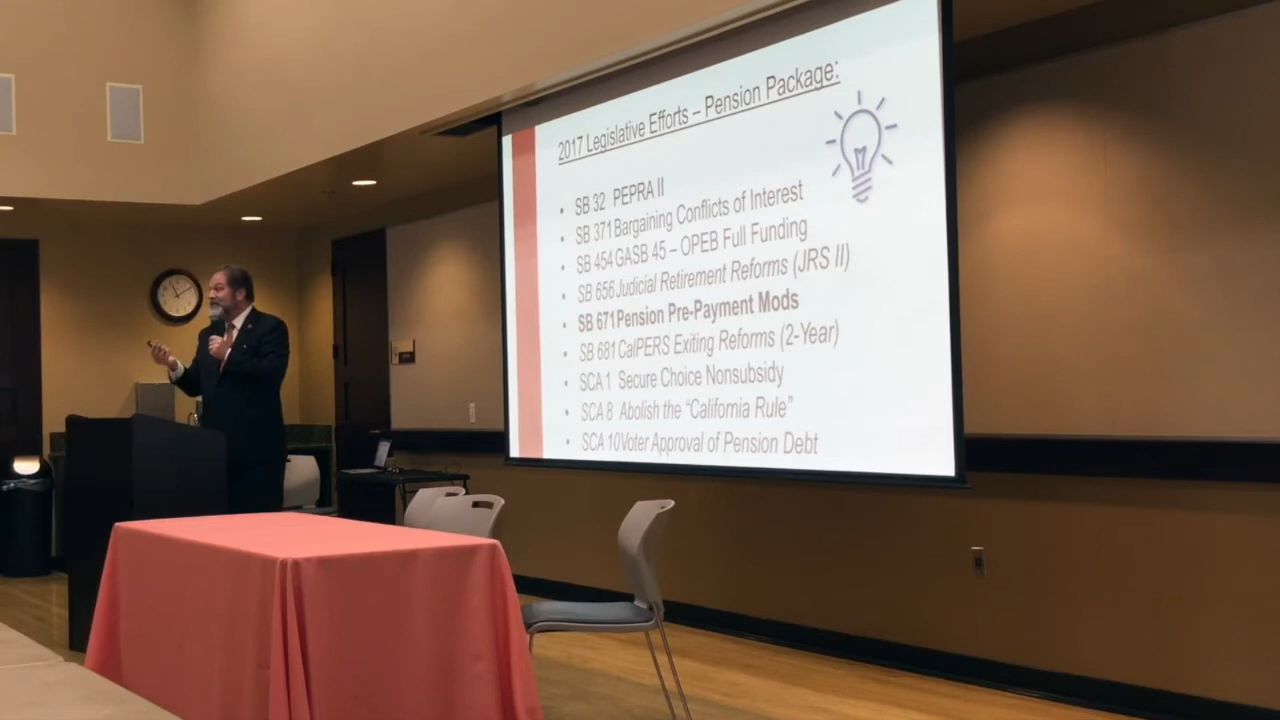 2017 Legislative Efforts – Pension Package:
• SB 32 PEPRA II
• SB 371 Bargaining Conflicts of Interest
• SB 454 GASB 45 – OPEB Full Funding
• SB 656 Judicial Retirement Reforms (JRS II)
• SB 671 Pension Pre-Payment Mods
• SB 681 CalPERS Exiting Reforms (2-Year)
• SCA 1 Secure Choice Nonsubsidy
• SCA 8 Abolish the “California Rule”
• SCA 10 Voter Approval of Pension Debt